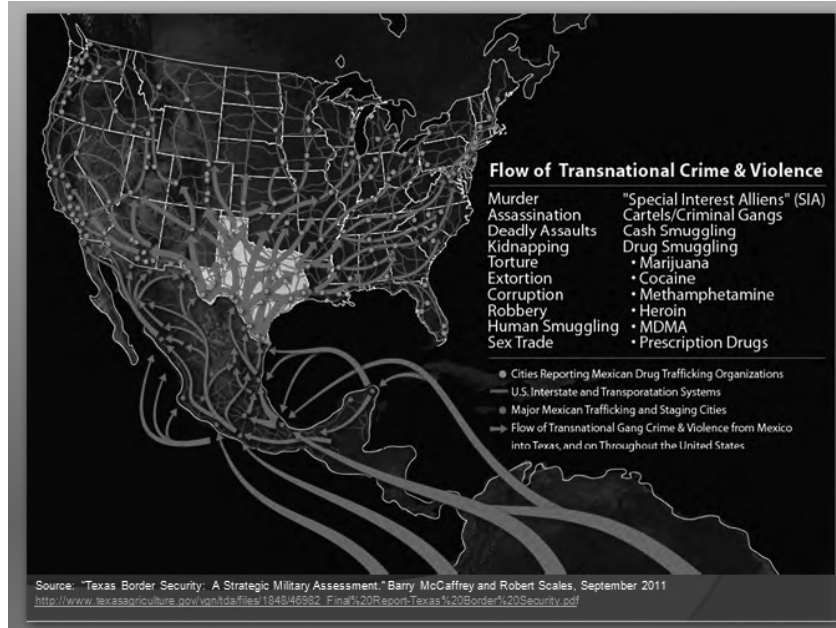 Flow of Transnational Crime & Violence
Murder
Assassination
Deadly Assaults
Kidnapping
Torture
Extortion
Corruption
Robbery
Human Smuggling
Sex Trade
"Special Interest Alliens" (SIA)
Cartels/Criminal Gangs
Cash Smuggling
Drug Smuggling
• Marijuana
• Cocaine
• Methamphetamine
• Heroin
• MDMA
• Prescription Drugs
Cities Reporting Mexican Drug Trafficking Organizations
U.S. Interstate and Transporatation Systems
Major Mexican Trafficking and Staging Cities
Flow of Transnational Gang Crime & Violence from Mexico
into Texas, and on Throughout the United States
Source: "Texas Border Security: A Strategic Military Assessment." Barry McCaffrey and Robert Scales, September 2011
http://www.texasagriculture.gov/vgn/tda/files/1848/46982_Final%20Report-Texas%20Border%20Security.pdf